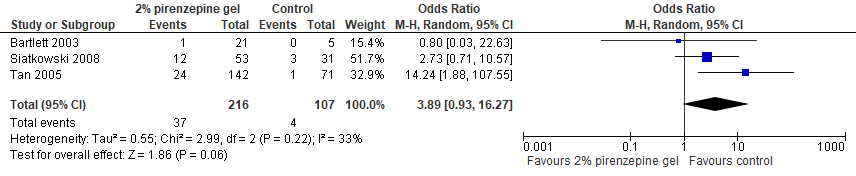 2% pirenzepine gel Control Odds Ratio Odds Ratio
Study or Subgroup Events Total Events Total Weight M-H, Random, 95% CI M-H, Random, 95% CI
Bartlett 2003 1 21 0 5 15.4% 0.80 [0.03, 22.63]
Siatkowski 2008 12 53 3 31 51.7% 2.73 [0.71, 10.57]
Tan 2005 24 142 1 71 32.9% 14.24 [1.88, 107.55]
Total (95% CI) 216 107 100.0% 3.89 [0.93, 16.27]
Total events 37 4
Heterogeneity: Tau² = 0.55; Chi² = 2.99, df = 2 (P = 0.22); I² = 33%
Test for overall effect: Z = 1.86 (P = 0.06)
0.001 0.1 1 10 1000
Favours 2% pirenzepine gel Favours control